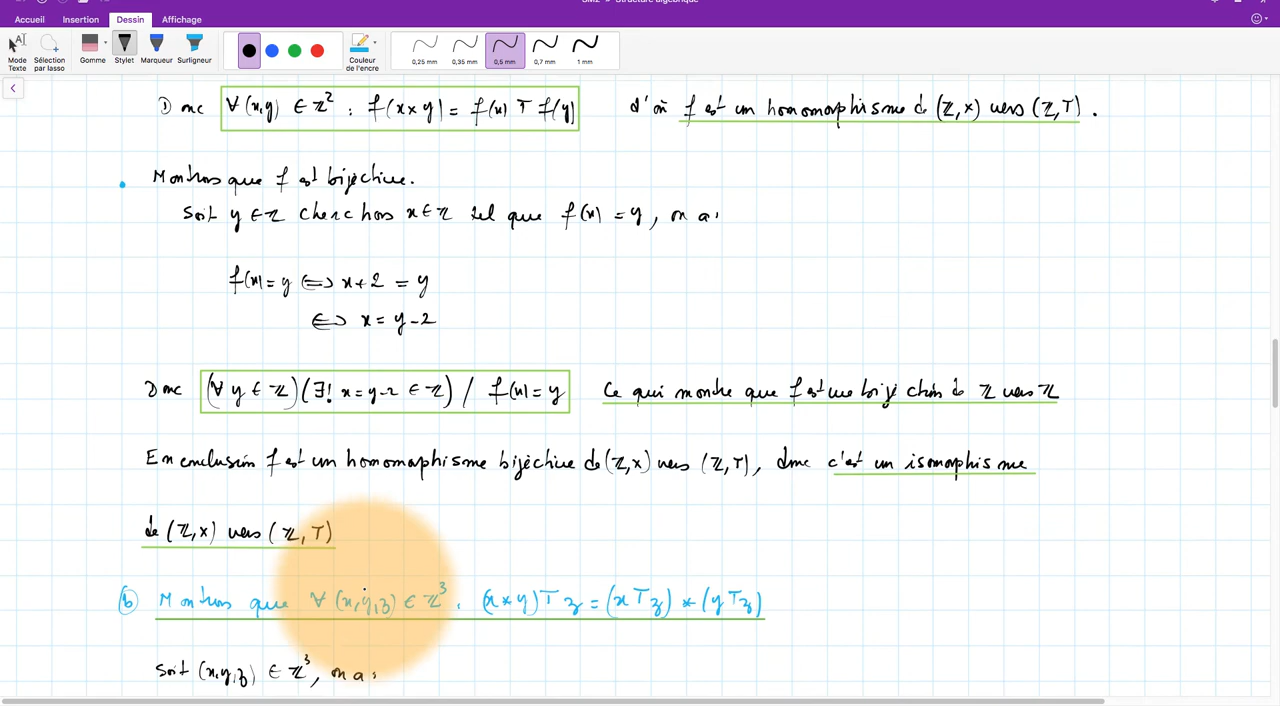 SM2 # Structure algébrique
Accueil Insertion Dessin Affichage
Mode Texte Sélection par lasso Gomme Stylet Marqueur Surligneur Couleur de l'encre 0,25 mm 0,35 mm 0,5 mm 0,7 mm 1 mm
Donc ∀(x,y) ∈ ℤ² : f(x×y) = f(x) T f(y) d'où f est un homomorphisme de (ℤ,×) vers (ℤ,T).
• Montrons que f est bijective.
Soit y ∈ ℤ cherchons x ∈ ℤ tel que f(x) = y, on a :
f(x) = y ⟺ x+2 = y
⟺ x = y-2
Donc (∀ y ∈ ℤ)(∃! x = y-2 ∈ ℤ) / f(x) = y Ce qui montre que f est une bijection de ℤ vers ℤ
En conclusion f est un homomorphisme bijective de (ℤ,×) vers (ℤ,T), donc c'est un isomorphisme
de (ℤ,×) vers (ℤ,T)
(b) Montrons que ∀(x,y,z) ∈ ℤ³, (x*y)Tz = (xTz)*(yTz)
Soit (x,y,z) ∈ ℤ³, on a :